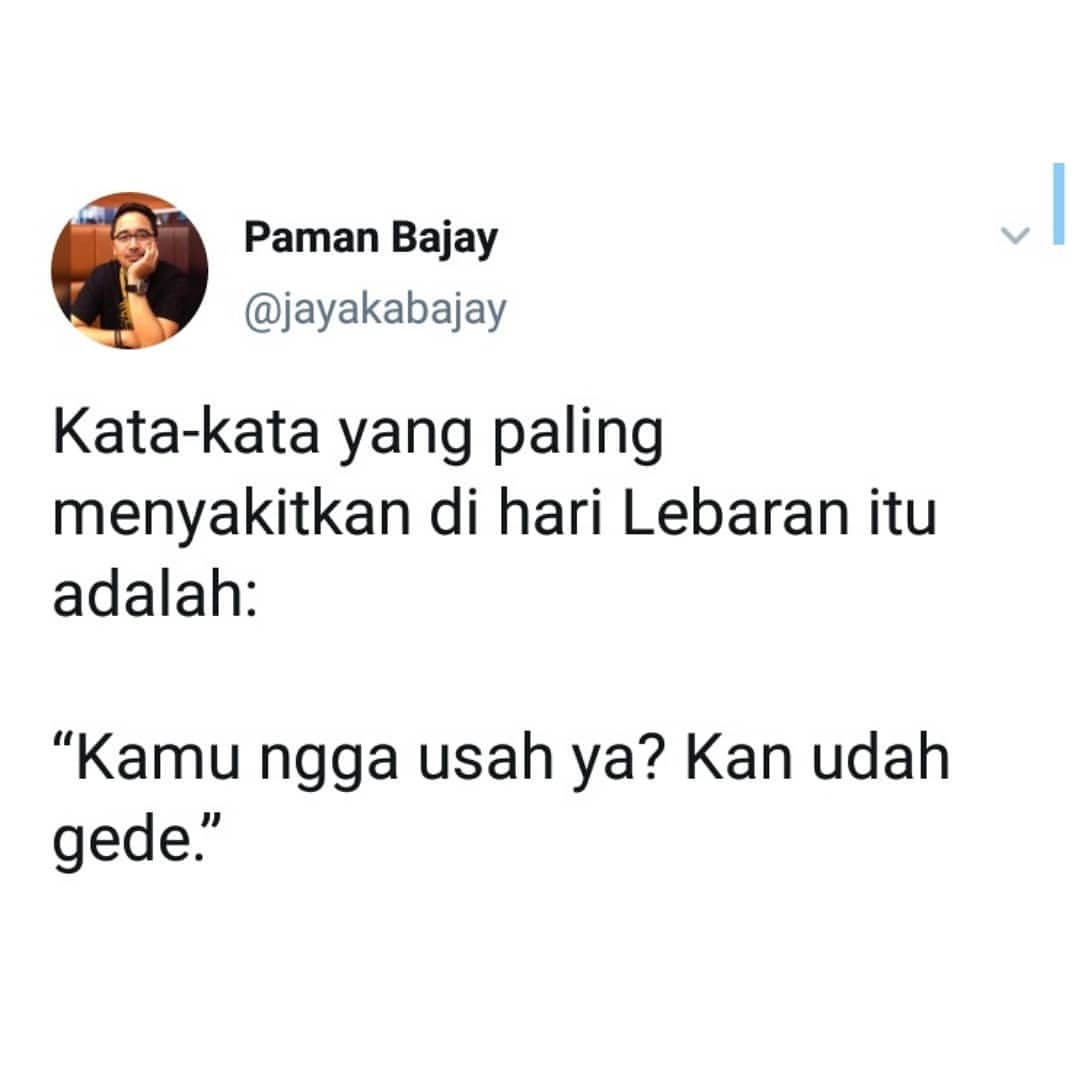 Paman Bajay
@jayakabajay
Kata-kata yang paling
menyakitkan di hari Lebaran itu
adalah:
“Kamu ngga usah ya? Kan udah
gede.”